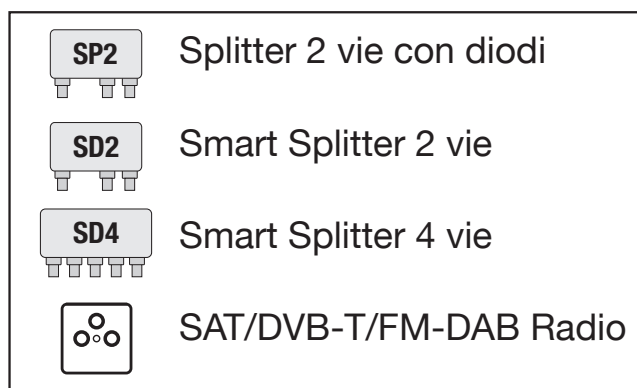 SP2 Splitter 2 vie con diodi
SD2 Smart Splitter 2 vie
SD4 Smart Splitter 4 vie
SAT/DVB-T/FM-DAB Radio